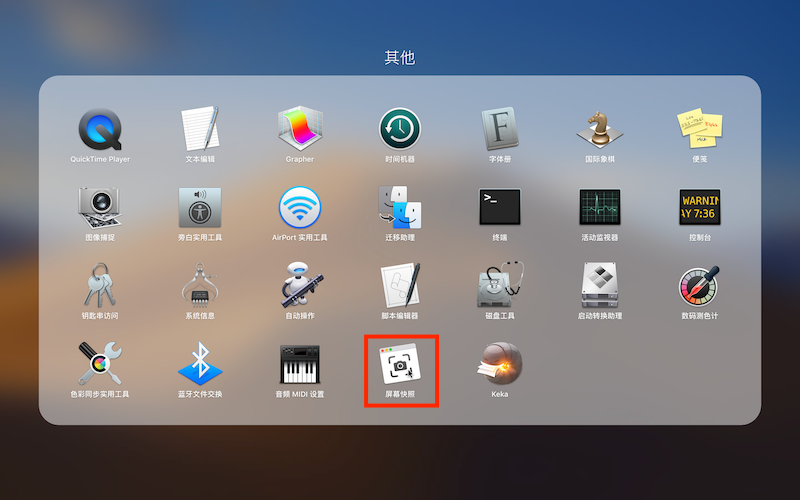 其他
QuickTime Player
文本编辑
Grapher
时间机器
字体册
国际象棋
便笺
图像捕捉
旁白实用工具
AirPort 实用工具
迁移助理
终端
活动监视器
控制台
钥匙串访问
系统信息
自动操作
脚本编辑器
磁盘工具
启动转换助理
数码测色计
色彩同步实用工具
蓝牙文件交换
音频 MIDI 设置
屏幕快照
Keka
F
>_
WARNIN
AY 7:36